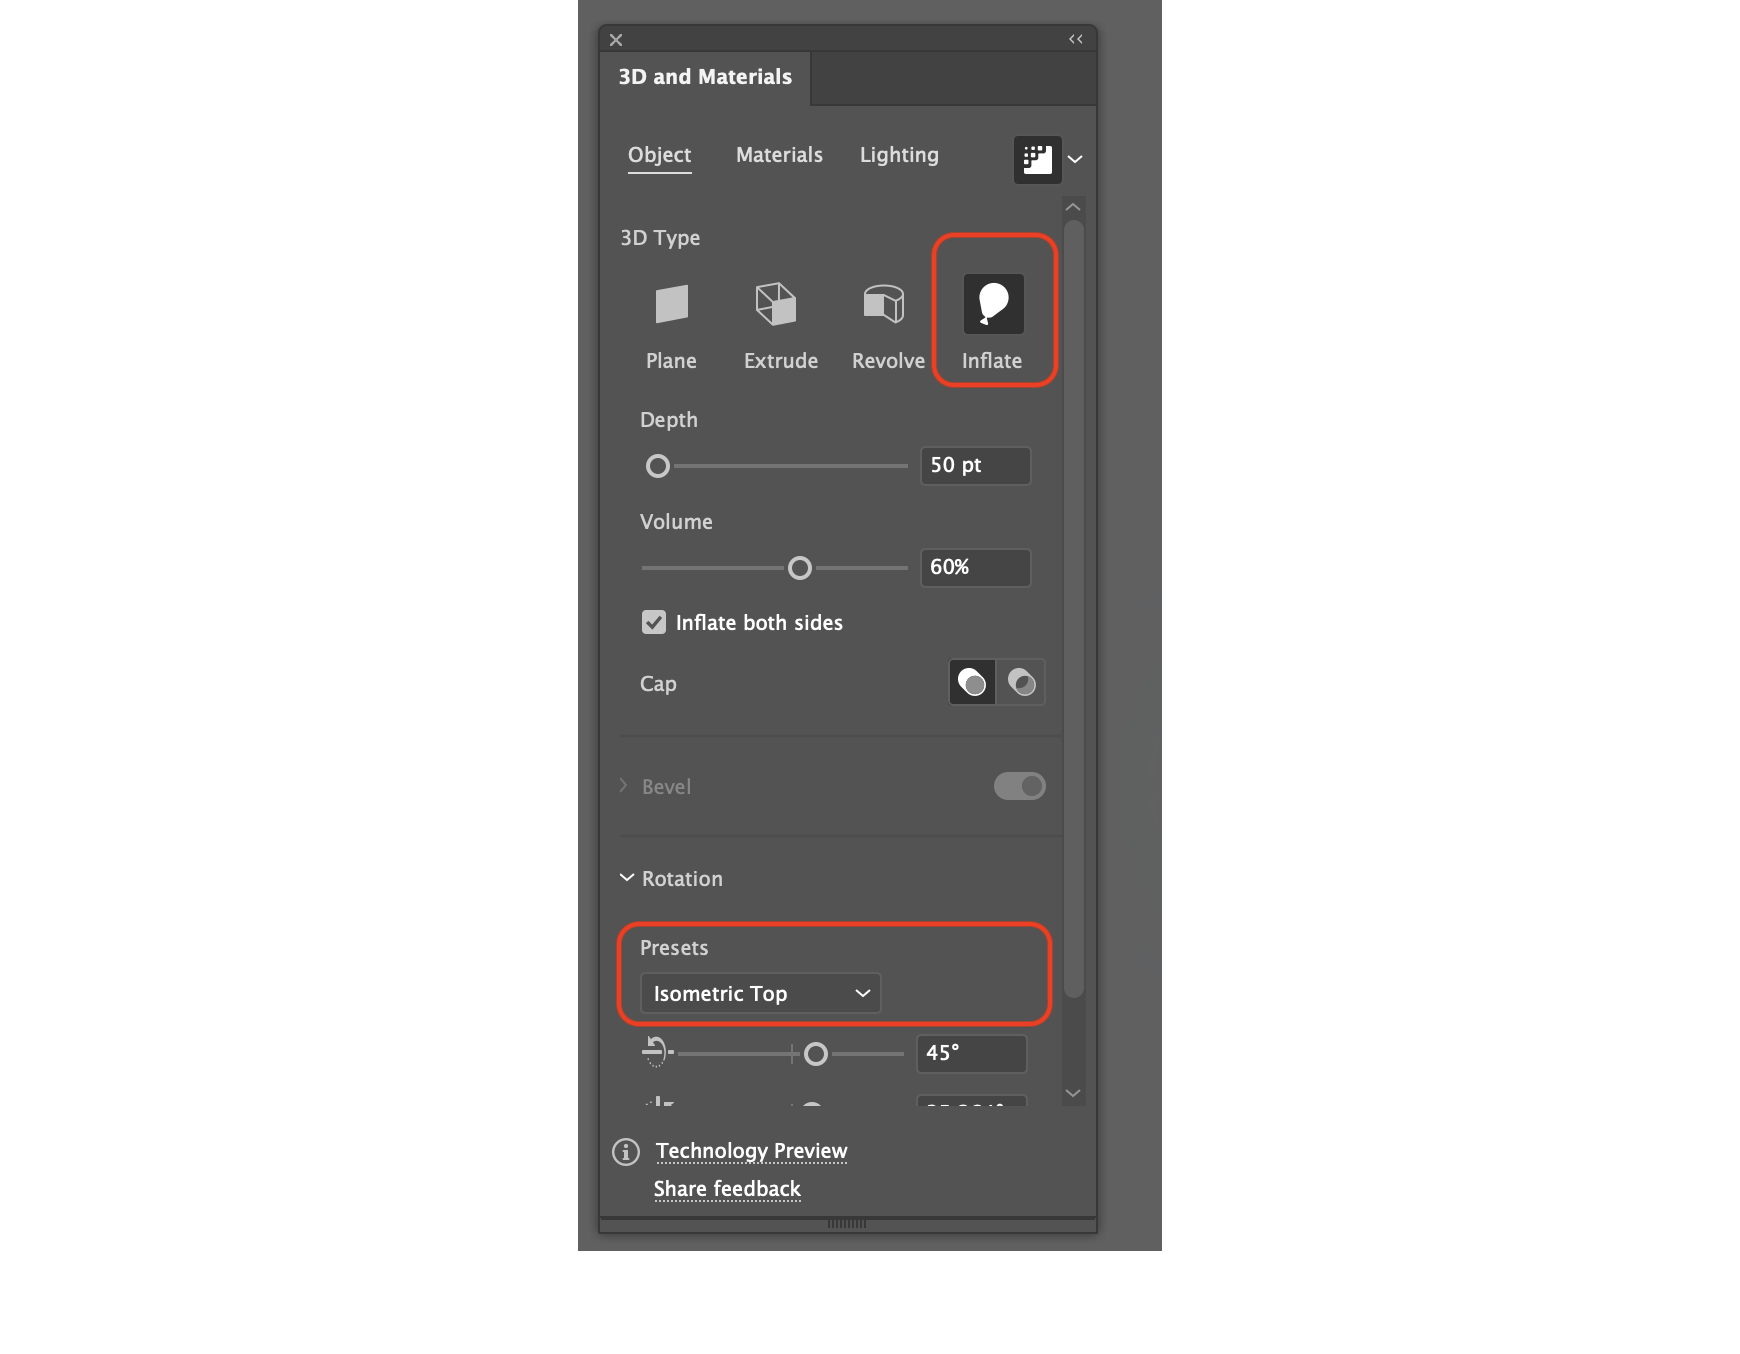 3D and Materials
Object Materials Lighting
3D Type
Plane Extrude Revolve Inflate
Depth
50 pt
Volume
60%
Inflate both sides
Cap
Bevel
Rotation
Presets
Isometric Top
45°
Technology Preview
Share feedback